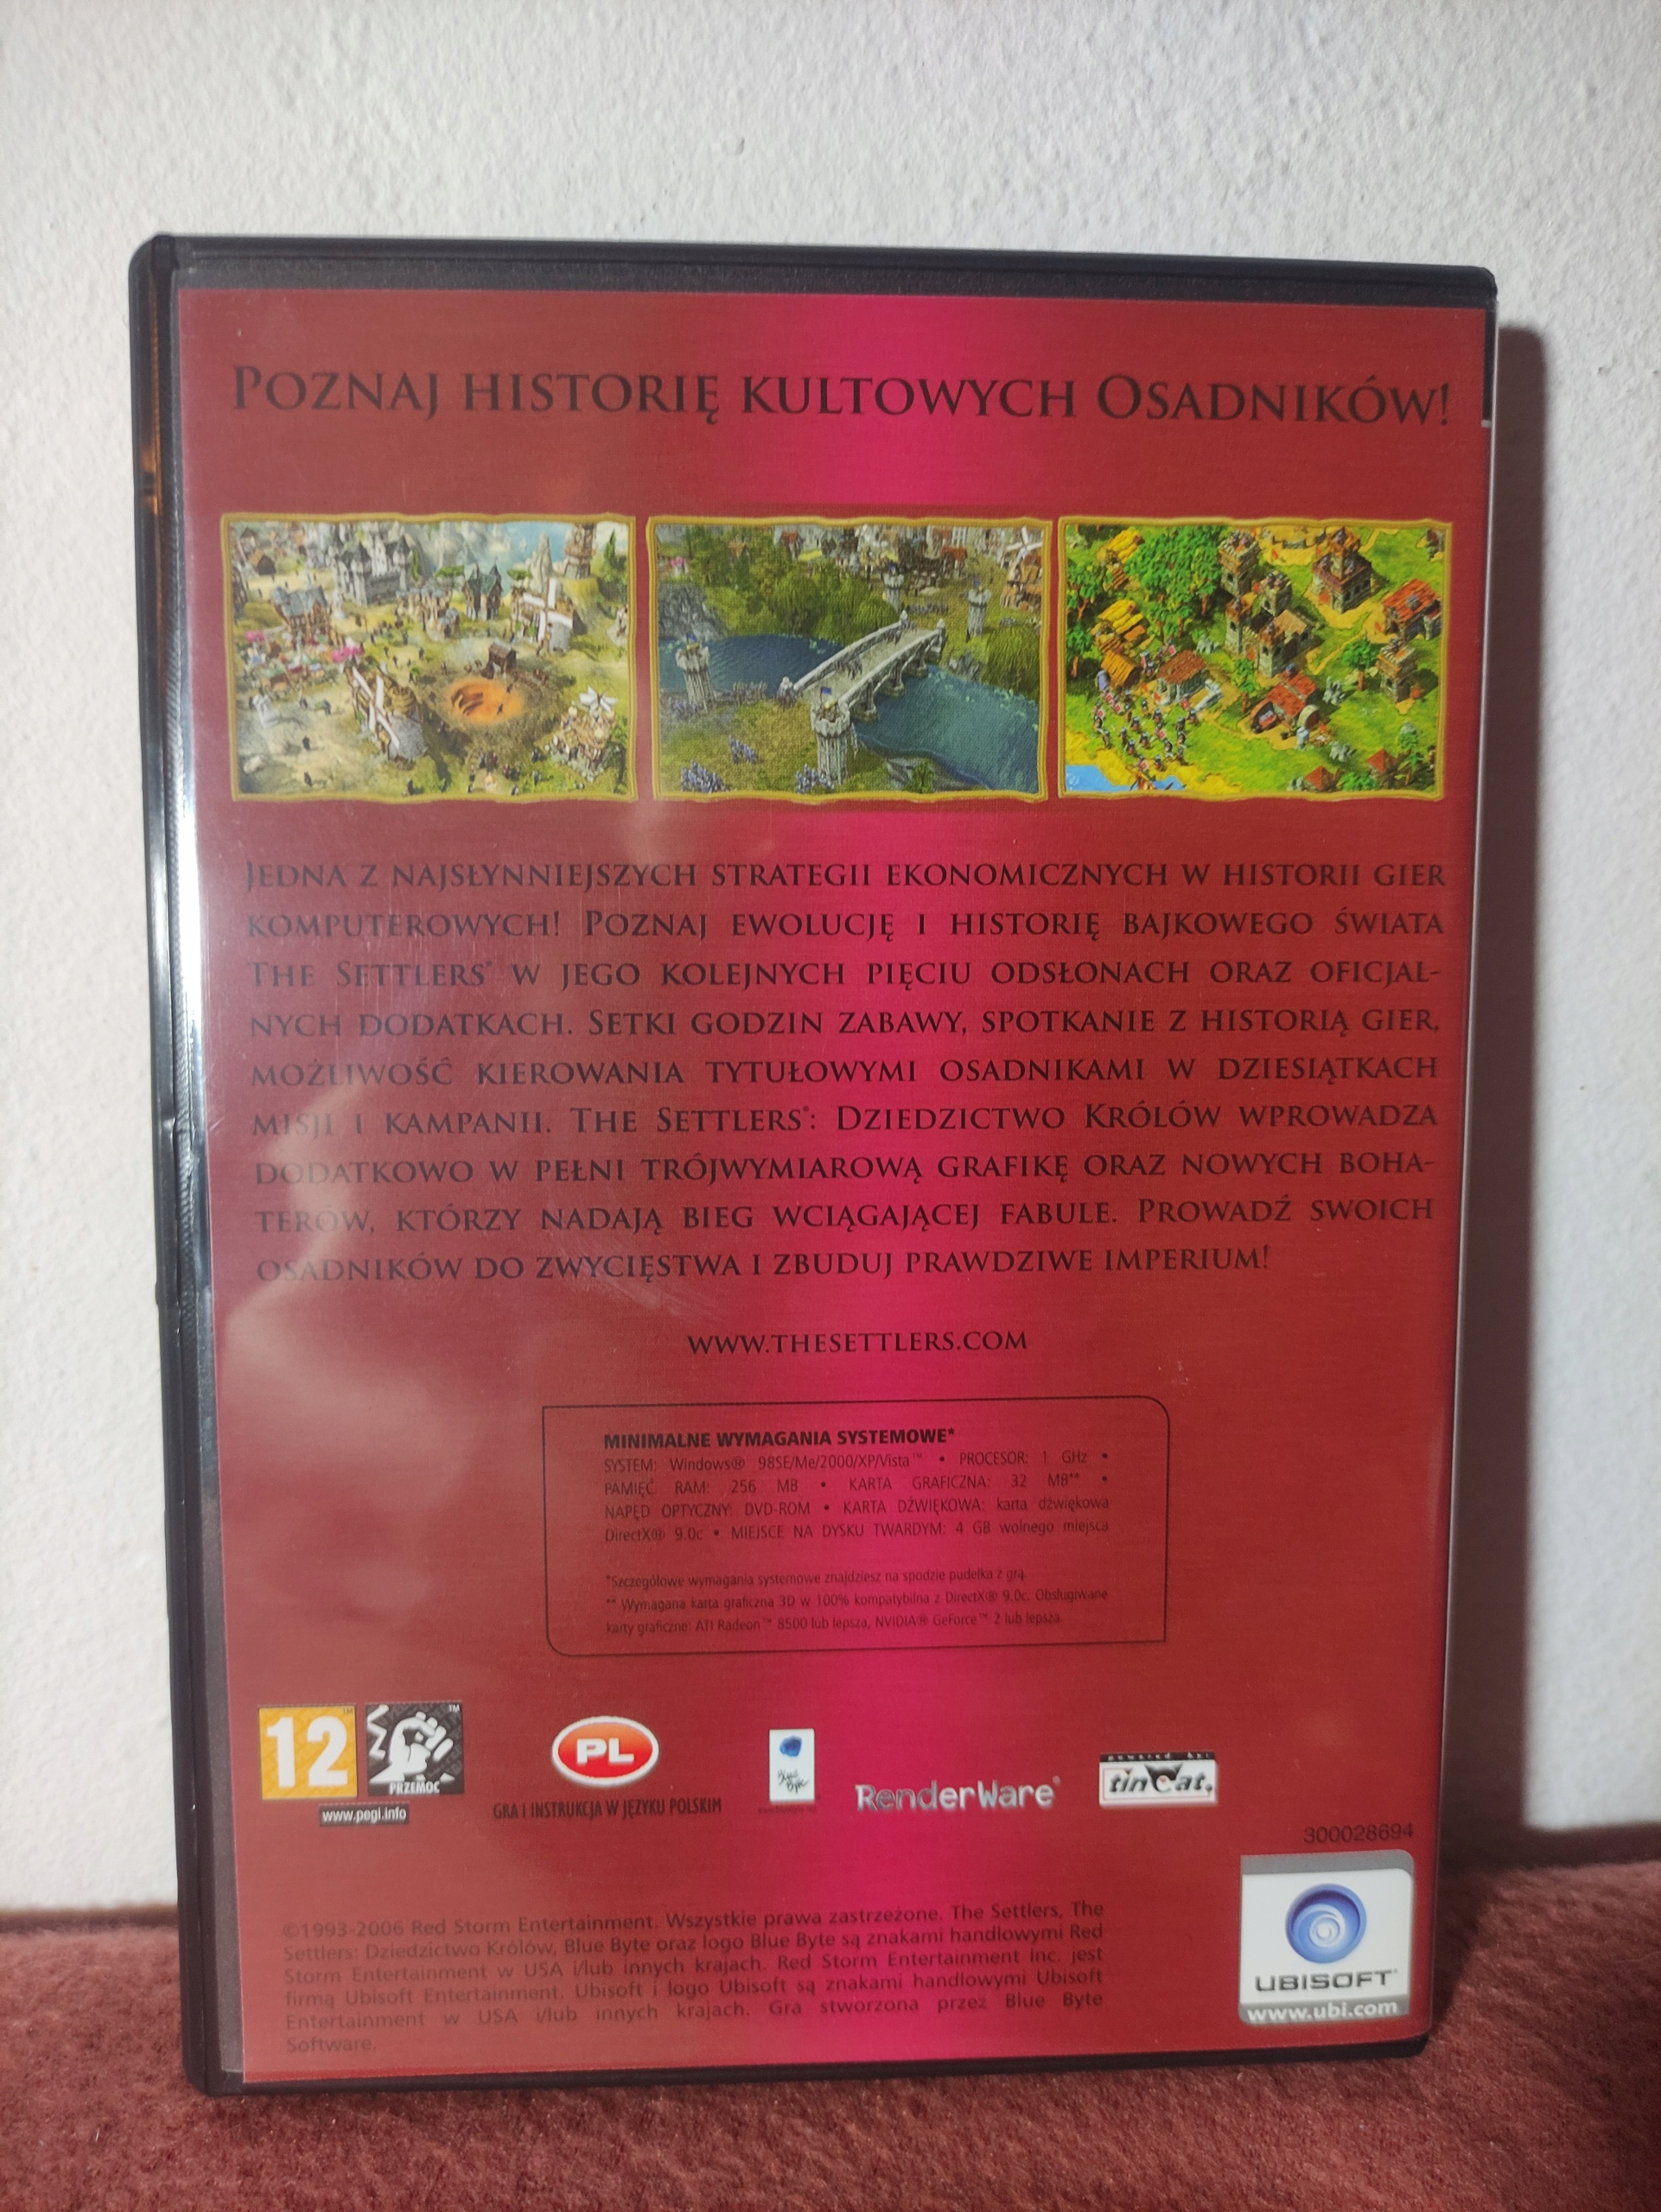 Poznaj historię kultowych Osadników!
Jedna z najsłynniejszych strategii ekonomicznych w historii gier
komputerowych! Poznaj ewolucję i historię bajkowego świata
The Settlers® w jego kolejnych pięciu odsłonach oraz oficjal-
nych dodatkach. Setki godzin zabawy, spotkanie z historią gier,
możliwość kierowania tytułowymi osadnikami w dziesiątkach
misji i kampanii. The Settlers®: Dziedzictwo Królów wprowadza
dodatkowo w pełni trójwymiarową grafikę oraz nowych boha-
terów, którzy nadają bieg wciągającej fabule. Prowadź swoich
osadników do zwycięstwa i zbuduj prawdziwe imperium!
www.thesettlers.com
MINIMALNE WYMAGANIA SYSTEMOWE*
SYSTEM: Windows® 98SE/Me/2000/XP/Vista™ • PROCESOR: 1 GHz •
PAMIĘĆ RAM: 256 MB • KARTA GRAFICZNA: 32 MB** •
NAPĘD OPTYCZNY: DVD-ROM • KARTA DŹWIĘKOWA: karta dźwiękowa
DirectX®® 9.0c • MIEJSCE NA DYSKU TWARDYM: 4 GB wolnego miejsca
*Szczegółowe wymagania systemowe znajdziesz na spodzie pudełka z grą.
** Wymagana karta graficzna 3D w 100% kompatybilna z DirectX®® 9.0c. Obsługiwane
karty graficzne: ATI Radeon™ 8500 lub lepsza, NVIDIA® GeForce™ 2 lub lepsza.
12™
™
PRZEMOC
www.pegi.info
PL
GRA I INSTRUKCJA W JĘZYKU POLSKIM
Blue Byte
RenderWare®
powered by:
tinCat
300028694
©1993-2006 Red Storm Entertainment. Wszystkie prawa zastrzeżone. The Settlers, The
Settlers: Dziedzictwo Królów, Blue Byte oraz logo Blue Byte są znakami handlowymi Red
Storm Entertainment w USA i/lub innych krajach. Red Storm Entertainment Inc. jest
firmą Ubisoft Entertainment. Ubisoft i logo Ubisoft są znakami handlowymi Ubisoft
Entertainment w USA i/lub innych krajach. Gra stworzona przez Blue Byte
Software.
UBISOFT
www.ubi.com